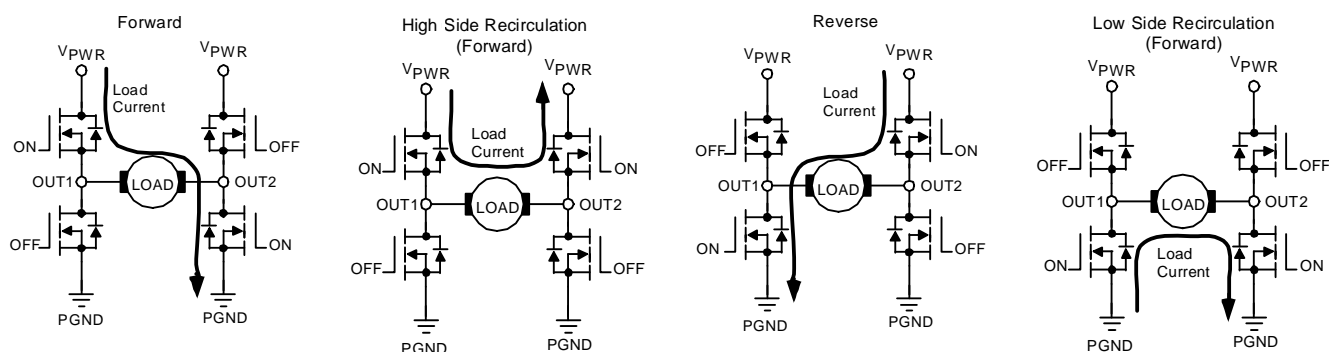 Forward
VPWR
VPWR
Load
Current
ON
OFF
OUT1
LOAD
OUT2
OFF
ON
PGND
PGND
High Side Recirculation
(Forward)
VPWR
VPWR
Load
Current
ON
ON
OUT1
LOAD
OUT2
OFF
OFF
PGND
PGND
Reverse
VPWR
VPWR
Load
Current
OFF
ON
OUT1
LOAD
OUT2
ON
OFF
PGND
PGND
Low Side Recirculation
(Forward)
VPWR
VPWR
OFF
OFF
OUT1
LOAD
OUT2
ON
Load
Current
ON
PGND
PGND